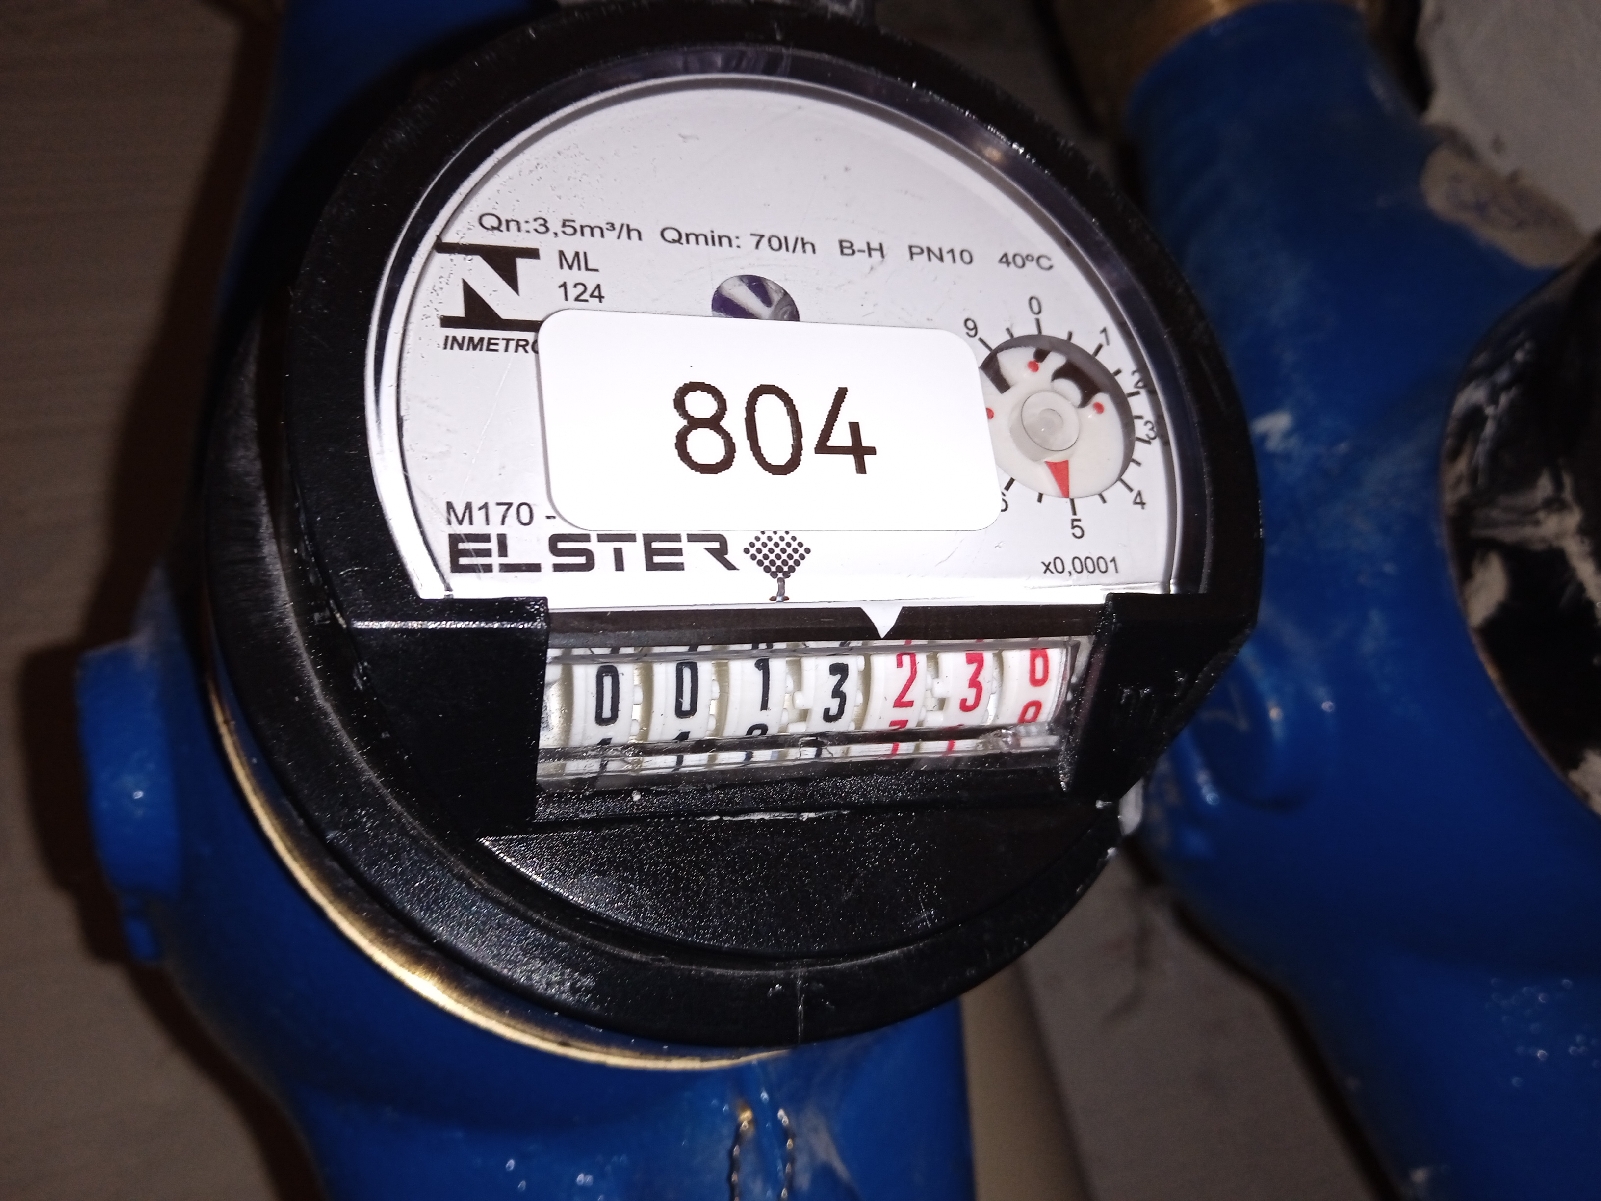 Qn:3,5m³/h Qmin: 70l/h B-H PN10 40ºC
ML
124
INMETRO
804
0 1 2 3 4 5 6 9
x0,0001
M170 -
ELSTER
0 0 1 3 2 3